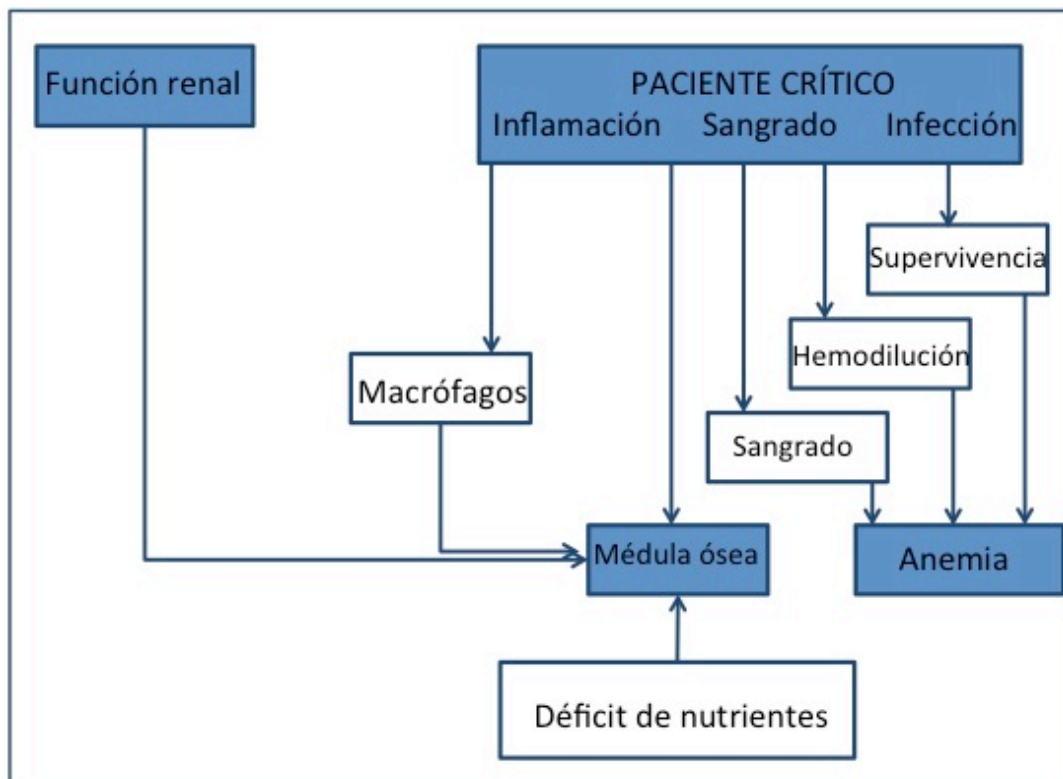 Función renal
PACIENTE CRÍTICO
Inflamación Sangrado Infección
Supervivencia
Hemodilución
Macrófagos
Sangrado
Médula ósea
Anemia
Déficit de nutrientes